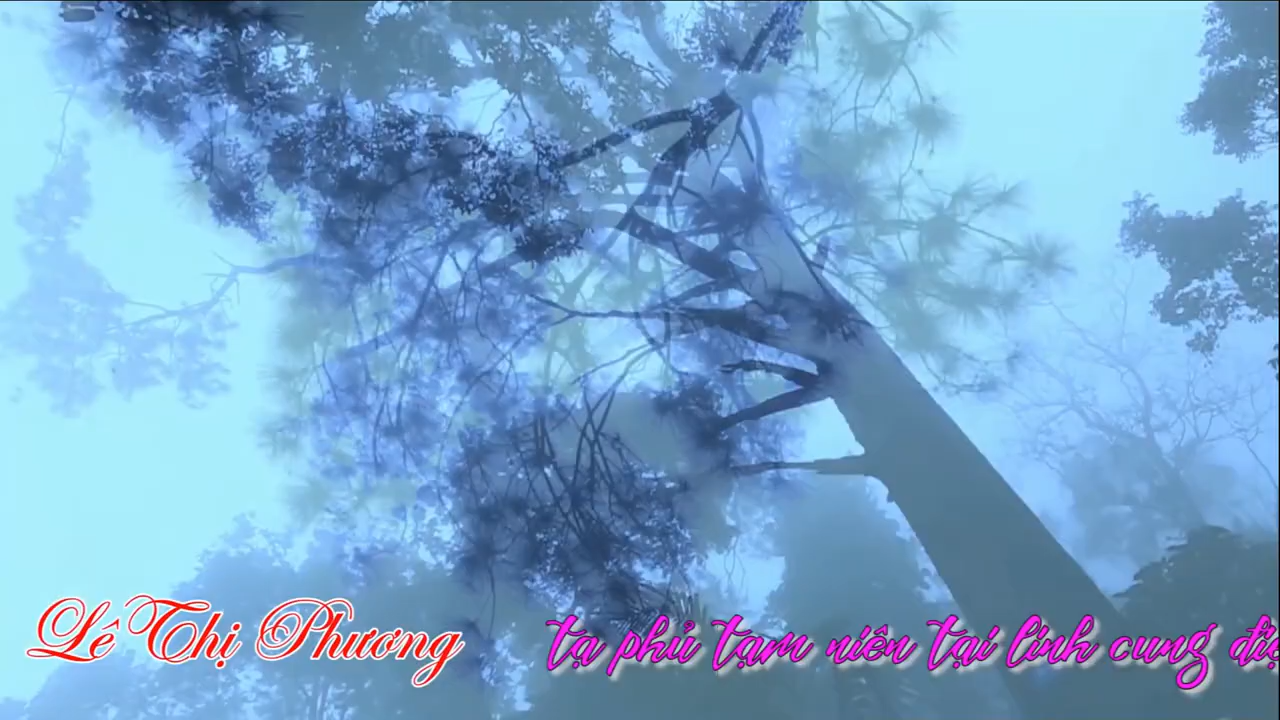 Lê Thị Phương
tạ phủ tạm niên tại linh cung